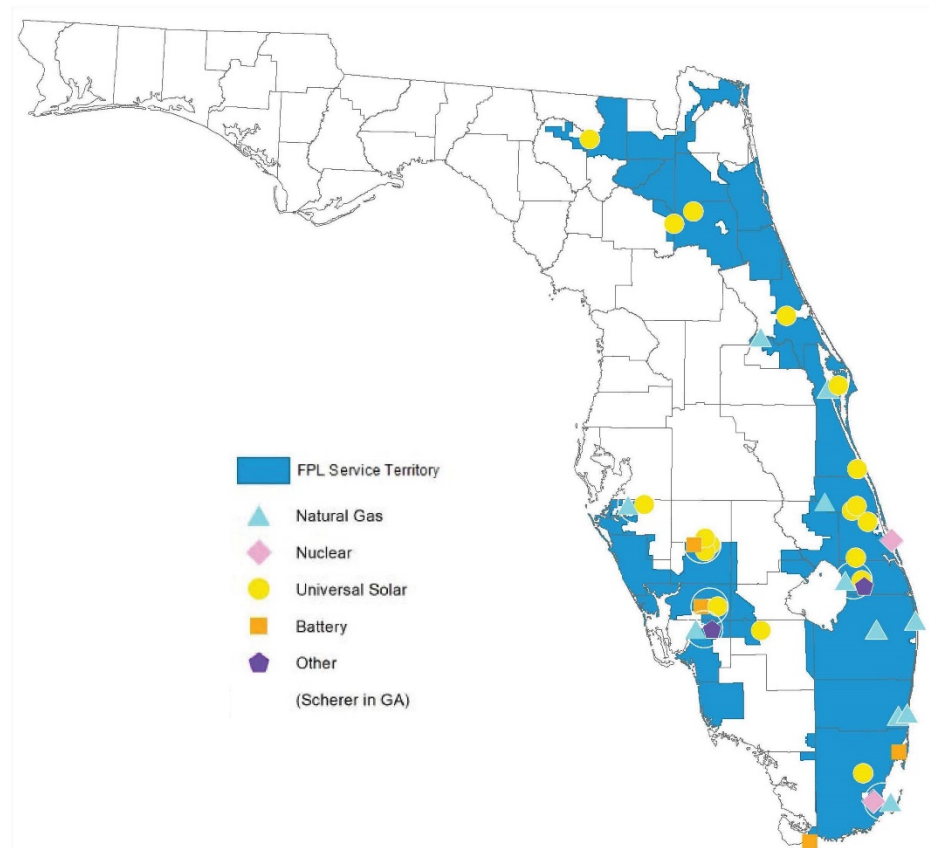 FPL Service Territory
Natural Gas
Nuclear
Universal Solar
Battery
Other
(Scherer in GA)